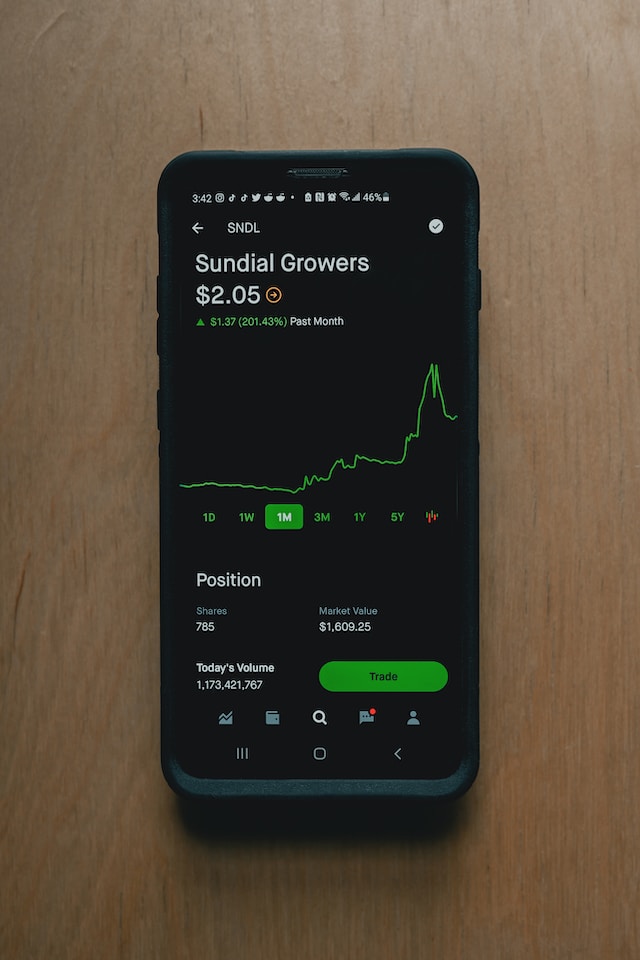 3:42 46%
SNDL
Sundial Growers
$2.05
$1.37 (201.43%) Past Month
1D 1W 1M 3M 1Y 5Y
Position
Shares Market Value
785 $1,609.25
Today's Volume
1,173,421,767
Trade